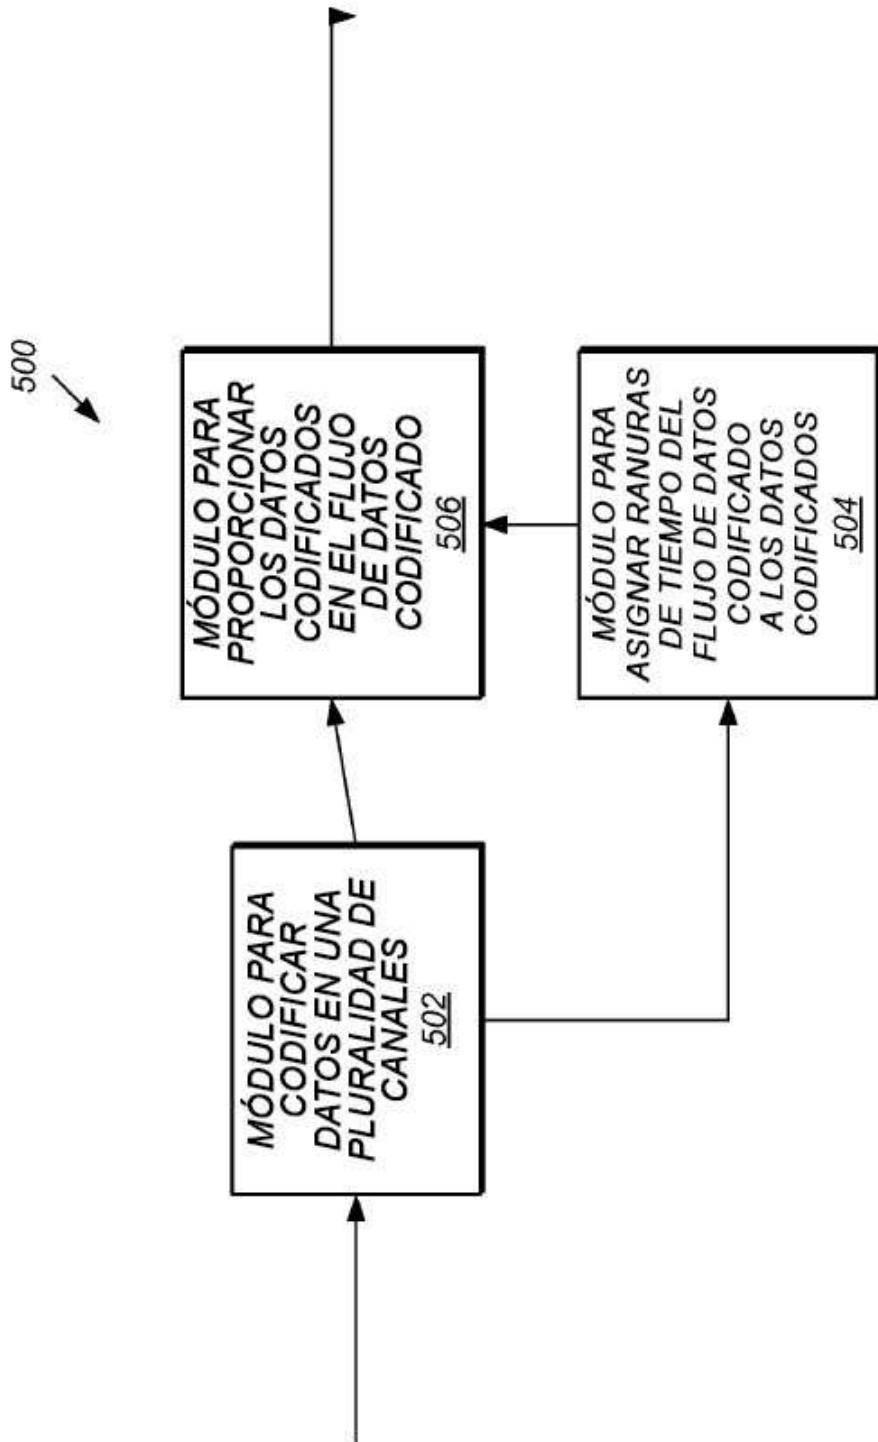 500
MÓDULO PARA
CODIFICAR
DATOS EN UNA
PLURALIDAD DE
CANALES
502
MÓDULO PARA
PROPORCIONAR
LOS DATOS
CODIFICADOS
EN EL FLUJO
DE DATOS
CODIFICADO
506
MÓDULO PARA
ASIGNAR RANURAS
DE TIEMPO DEL
FLUJO DE DATOS
CODIFICADO
A LOS DATOS
CODIFICADOS
504